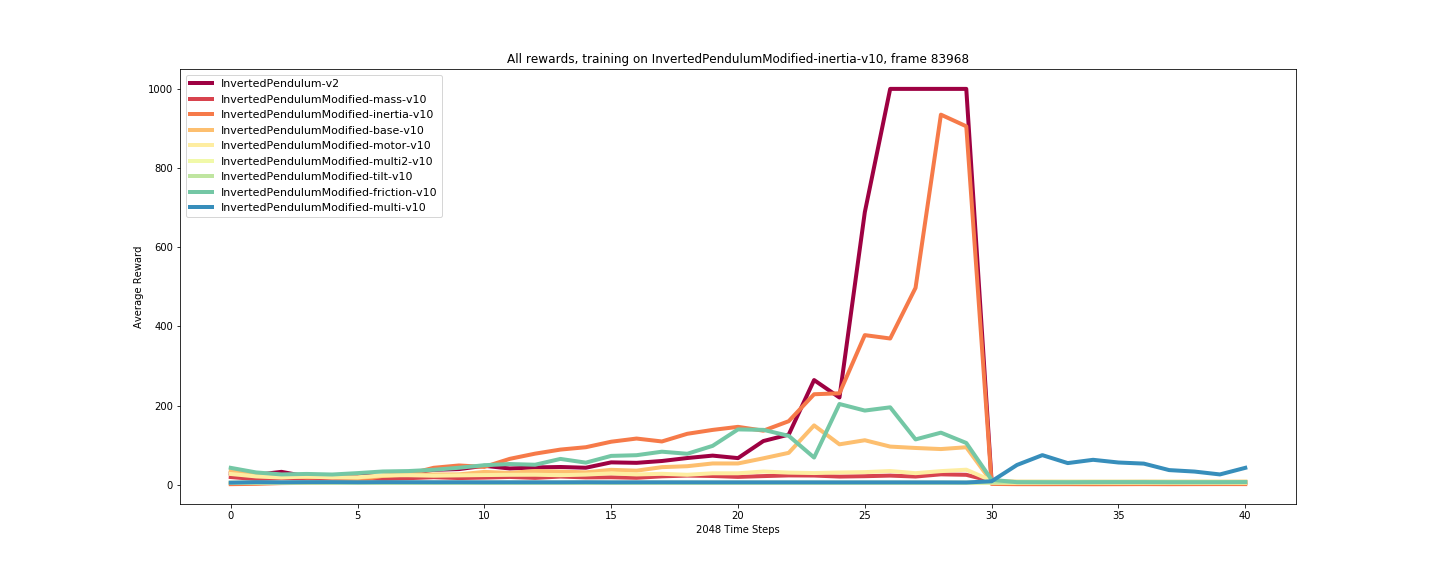 All rewards, training on InvertedPendulumModified-inertia-v10, frame 83968
InvertedPendulum-v2
InvertedPendulumModified-mass-v10
InvertedPendulumModified-inertia-v10
InvertedPendulumModified-base-v10
InvertedPendulumModified-motor-v10
InvertedPendulumModified-multi2-v10
InvertedPendulumModified-tilt-v10
InvertedPendulumModified-friction-v10
InvertedPendulumModified-multi-v10
1000
800
600
400
200
0
Average Reward
0 5 10 15 20 25 30 35 40
2048 Time Steps